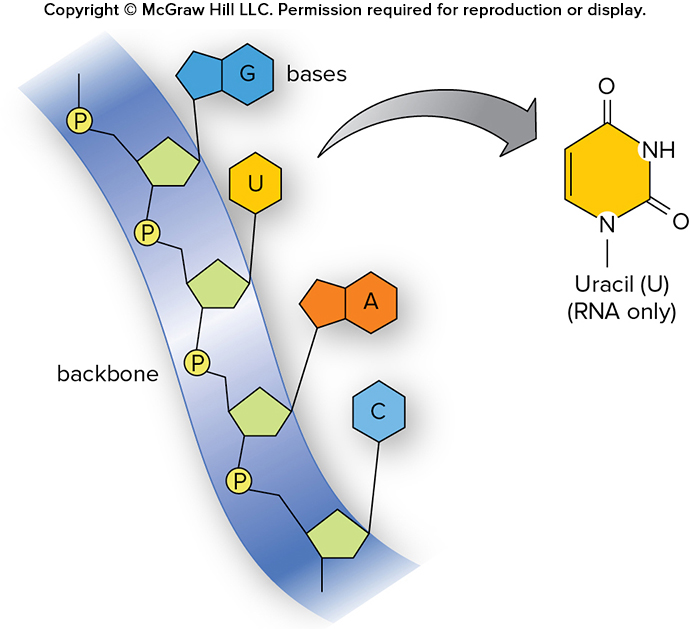 Copyright © McGraw Hill LLC. Permission required for reproduction or display.
G
bases
P
U
P
A
P
backbone
C
P
O
NH
O
N
Uracil (U)
(RNA only)